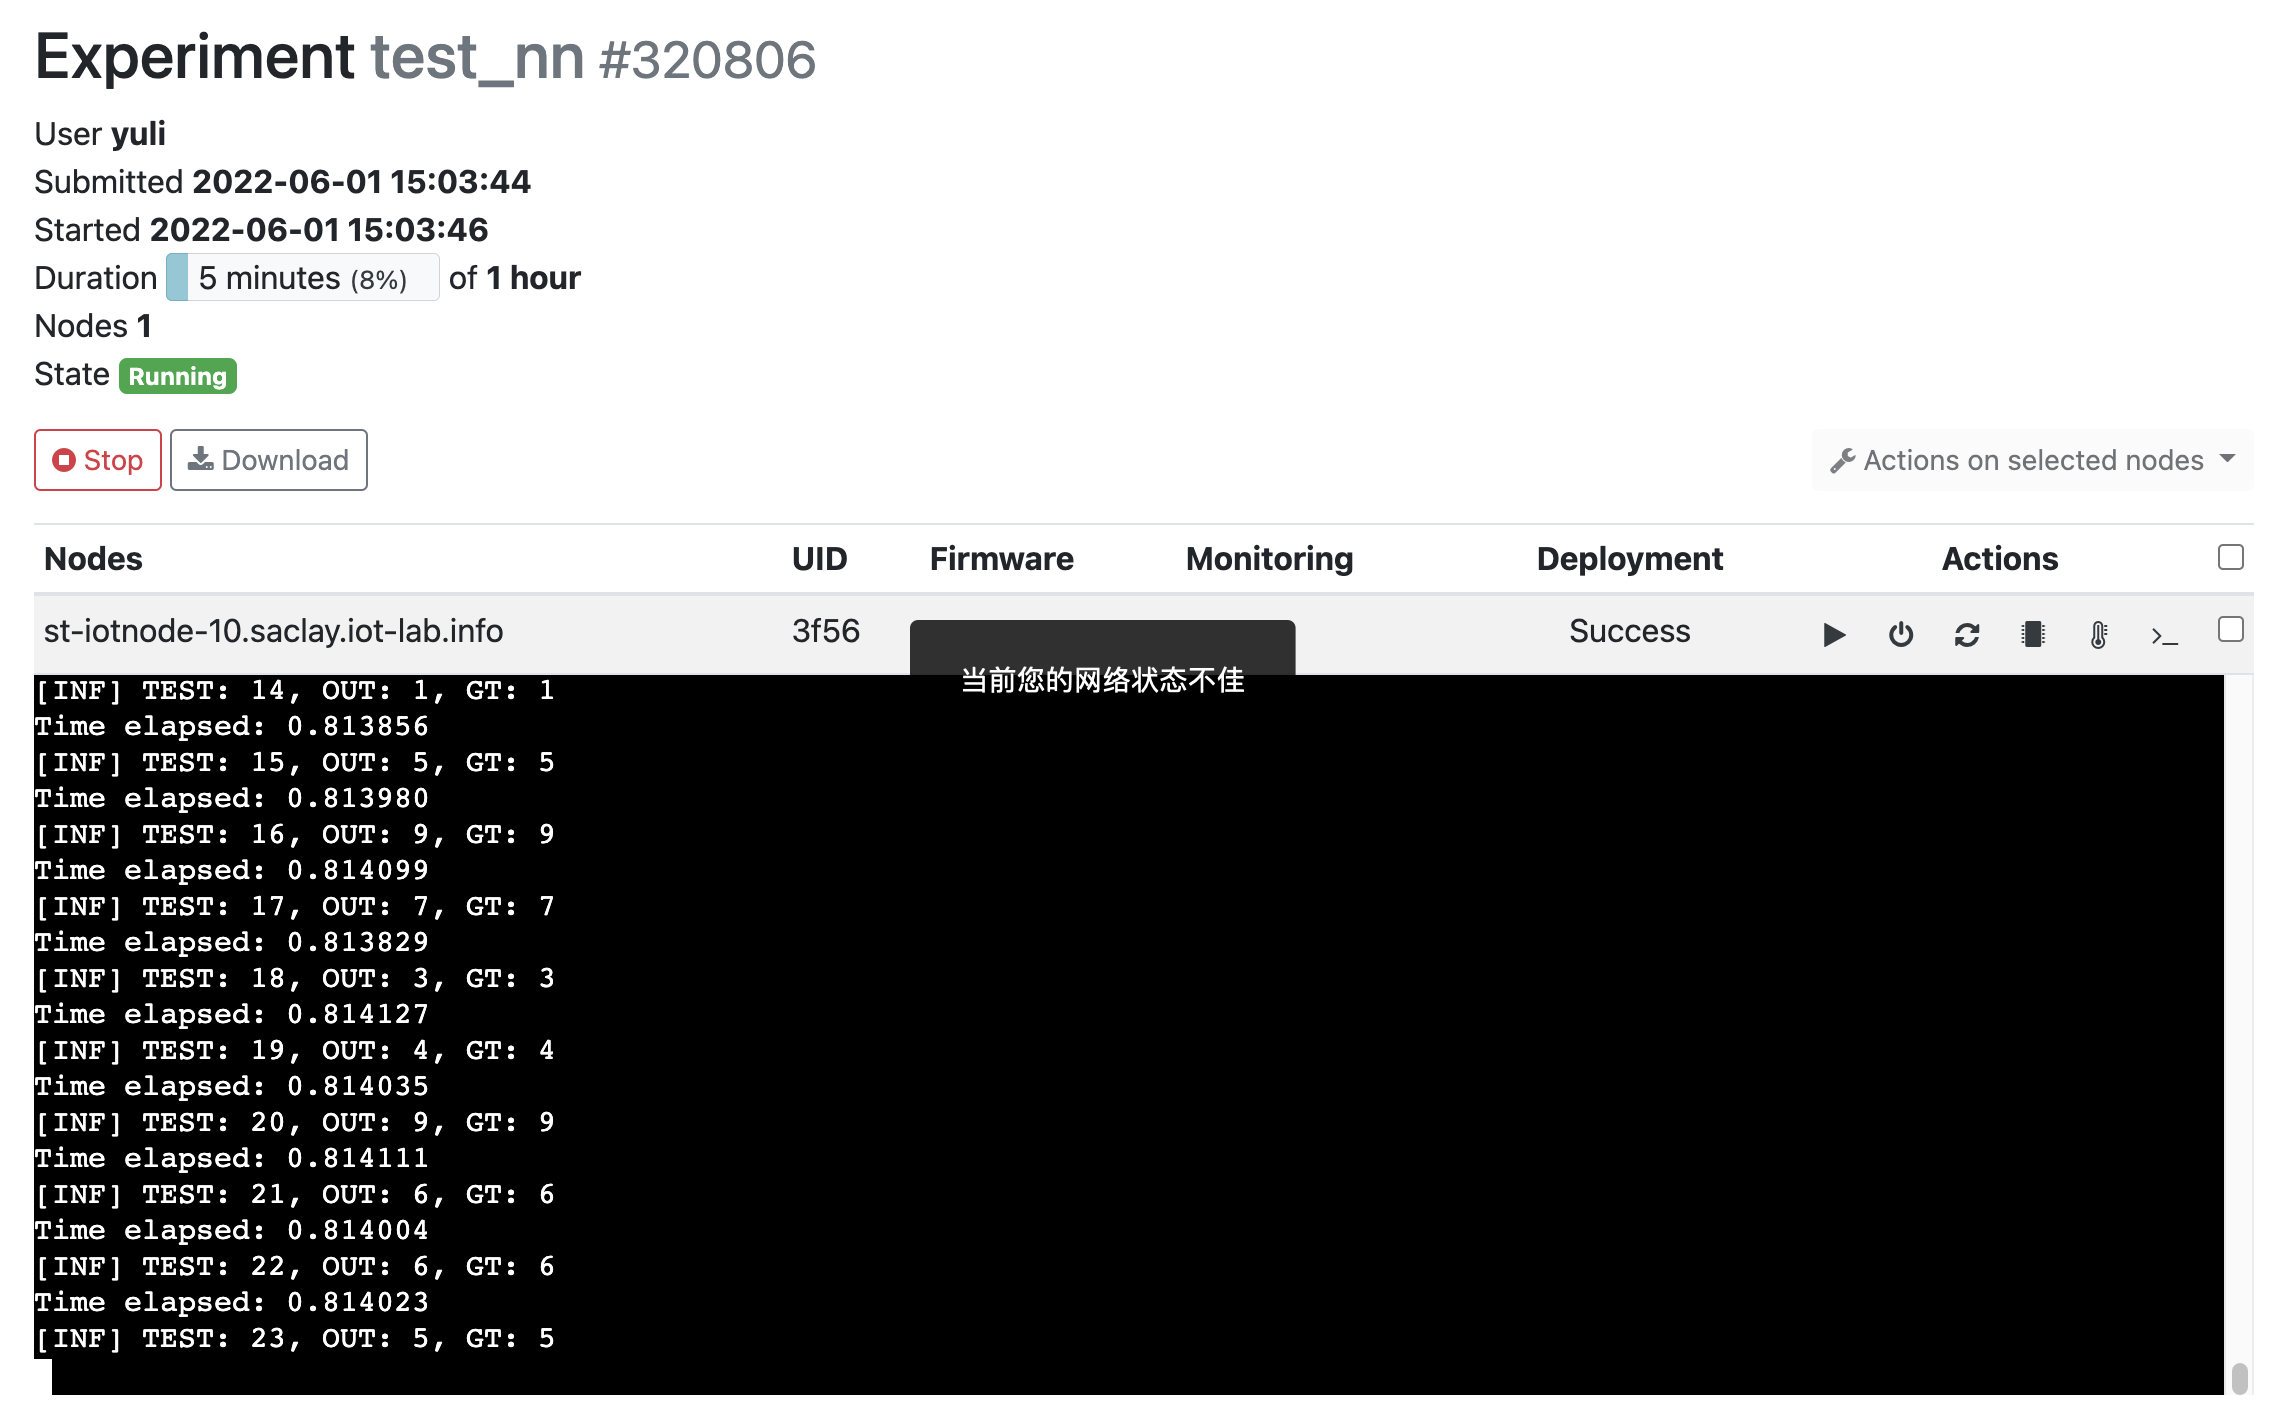 Experiment test_nn #320806
User yuli
Submitted 2022-06-01 15:03:44
Started 2022-06-01 15:03:46
Duration 5 minutes (8%) of 1 hour
Nodes 1
State Running
Stop Download Actions on selected nodes
Nodes UID Firmware Monitoring Deployment Actions
st-iotnode-10.saclay.iot-lab.info 3f56 Success
当前您的网络状态不佳
[INF] TEST: 14, OUT: 1, GT: 1
Time elapsed: 0.813856
[INF] TEST: 15, OUT: 5, GT: 5
Time elapsed: 0.813980
[INF] TEST: 16, OUT: 9, GT: 9
Time elapsed: 0.814099
[INF] TEST: 17, OUT: 7, GT: 7
Time elapsed: 0.813829
[INF] TEST: 18, OUT: 3, GT: 3
Time elapsed: 0.814127
[INF] TEST: 19, OUT: 4, GT: 4
Time elapsed: 0.814035
[INF] TEST: 20, OUT: 9, GT: 9
Time elapsed: 0.814111
[INF] TEST: 21, OUT: 6, GT: 6
Time elapsed: 0.814004
[INF] TEST: 22, OUT: 6, GT: 6
Time elapsed: 0.814023
[INF] TEST: 23, OUT: 5, GT: 5